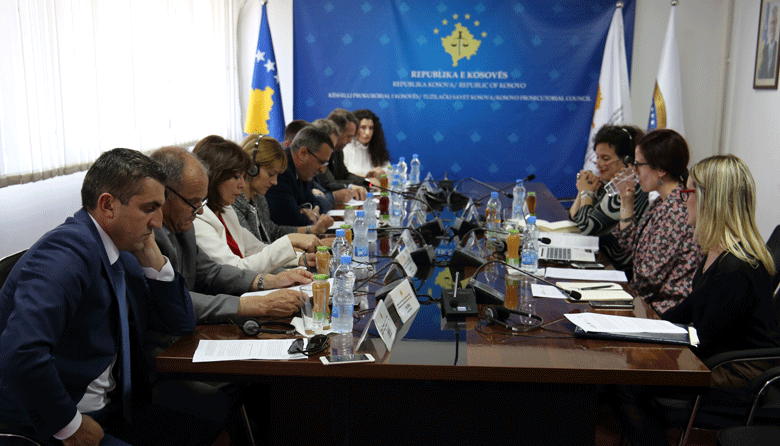 REPUBLIKA E KOSOVËS
REPUBLIKA KOSOVA/ REPUBLIC OF KOSOVO
KËSHILLI PROKURORIAL I KOSOVËS/ TUŽILAČKI SAVET KOSOVA/KOSOVO PROSECUTORIAL COUNCIL